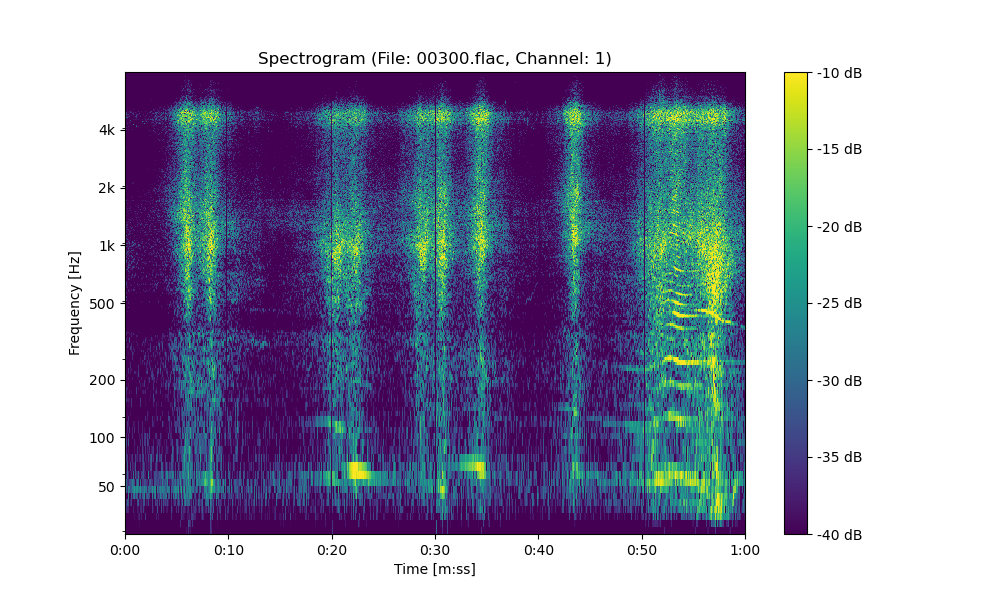 Spectrogram (File: 00300.flac, Channel: 1)
-10 dB
4k
-15 dB
2k
-20 dB
1k
Frequency [Hz]
500
-25 dB
200
-30 dB
100
-35 dB
50
-40 dB
0:00 0:10 0:20 0:30 0:40 0:50 1:00
Time [m:ss]